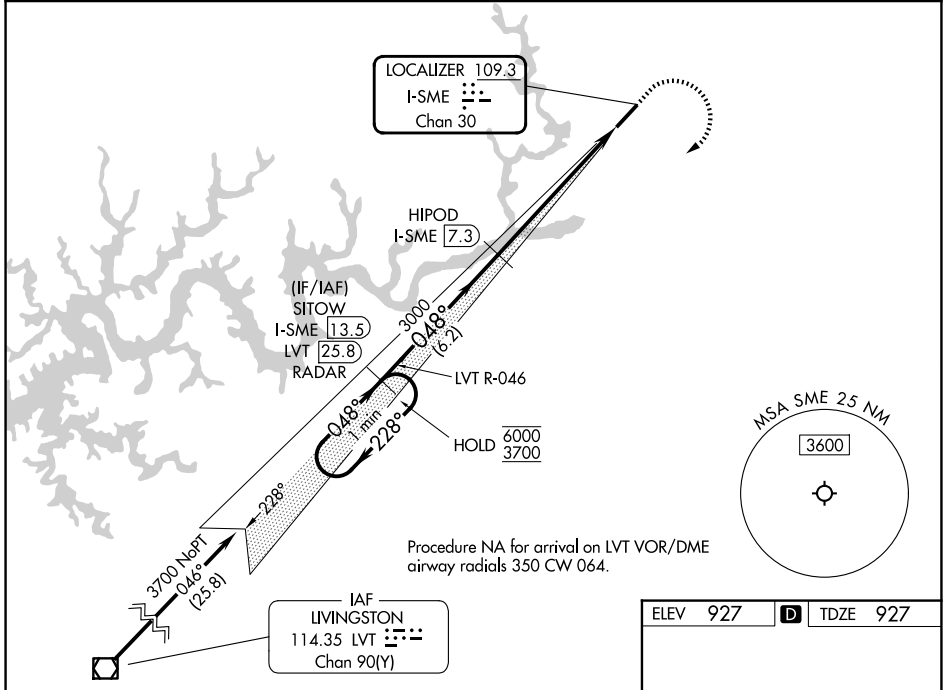 LOCALIZER 109.3
I-SME
Chan 30
HIPOD
I-SME 7.3
(IF/IAF)
SITOW
I-SME 13.5
LVT 25.8
RADAR
3000
048°
(6.2)
LVT R-046
048°
1 min
228°
HOLD 6000
3700
228°
MSA SME 25 NM
3600
3700 NoPT
046°
(25.8)
Procedure NA for arrival on LVT VOR/DME
airway radials 350 CW 064.
IAF
LIVINGSTON
114.35 LVT
Chan 90(Y)
ELEV 927 D TDZE 927